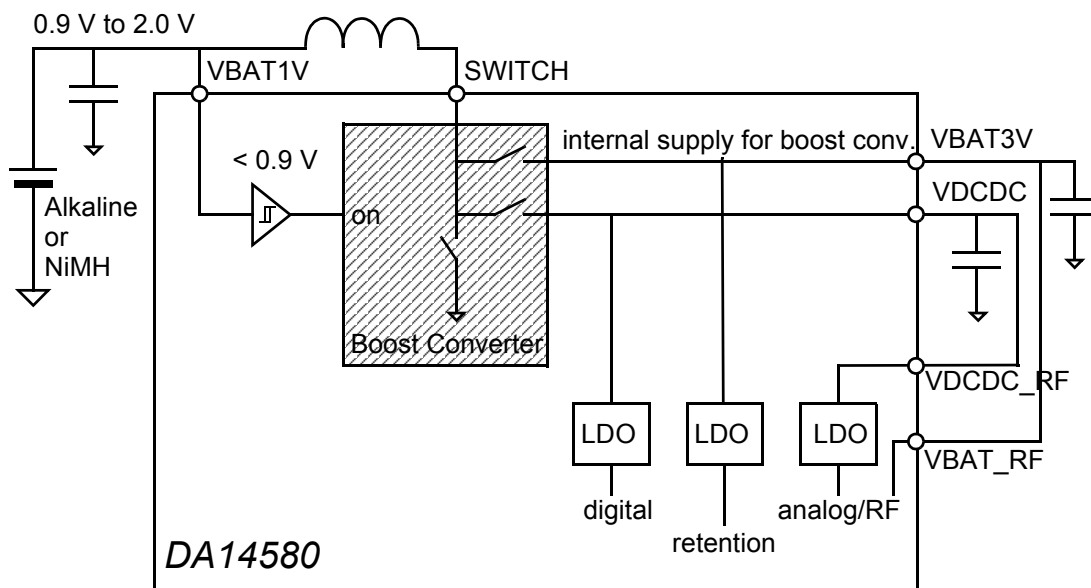 0.9 V to 2.0 V
VBAT1V
SWITCH
internal supply for boost conv.
VBAT3V
< 0.9 V
VDCDC
Alkaline
or
NiMH
on
Boost Converter
VDCDC_RF
LDO
LDO
LDO
VBAT_RF
digital
analog/RF
retention
DA14580